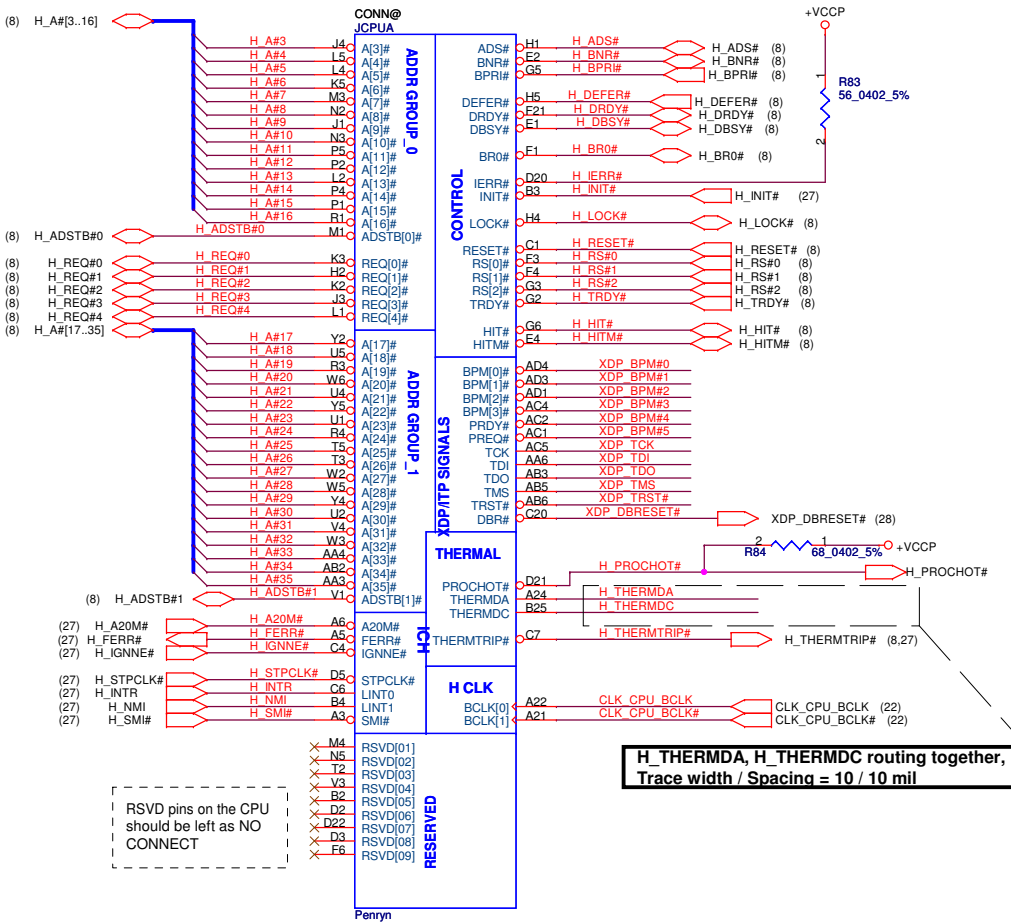 CONN@
JCPUA
(8) H_A#[3..16]
H_A#3 J4 A[3]#
H_A#4 L5 A[4]#
H_A#5 L4 A[5]#
H_A#6 K5 A[6]#
H_A#7 M3 A[7]#
H_A#8 N2 A[8]#
H_A#9 J1 A[9]#
H_A#10 N3 A[10]#
H_A#11 P5 A[11]#
H_A#12 P2 A[12]#
H_A#13 L2 A[13]#
H_A#14 P4 A[14]#
H_A#15 P1 A[15]#
H_A#16 R1 A[16]#
(8) H_ADSTB#0 H_ADSTB#0 M1 ADSTB[0]#
(8) H_REQ#0 H_REQ#0 K3 REQ[0]#
(8) H_REQ#1 H_REQ#1 H2 REQ[1]#
(8) H_REQ#2 H_REQ#2 K2 REQ[2]#
(8) H_REQ#3 H_REQ#3 J3 REQ[3]#
(8) H_REQ#4 H_REQ#4 L1 REQ[4]#
ADDR GROUP_0
(8) H_A#[17..35]
H_A#17 Y2 A[17]#
H_A#18 U5 A[18]#
H_A#19 R3 A[19]#
H_A#20 W6 A[20]#
H_A#21 U4 A[21]#
H_A#22 Y5 A[22]#
H_A#23 U1 A[23]#
H_A#24 R4 A[24]#
H_A#25 T5 A[25]#
H_A#26 T3 A[26]#
H_A#27 W2 A[27]#
H_A#28 W5 A[28]#
H_A#29 Y4 A[29]#
H_A#30 U2 A[30]#
H_A#31 V4 A[31]#
H_A#32 W3 A[32]#
H_A#33 AA4 A[33]#
H_A#34 AB2 A[34]#
H_A#35 AA3 A[35]#
(8) H_ADSTB#1 H_ADSTB#1 V1 ADSTB[1]#
ADDR GROUP_1
(27) H_A20M# H_A20M# A6 A20M#
(27) H_FERR# H_FERR# A5 FERR#
(27) H_IGNNE# H_IGNNE# C4 IGNNE#
ICH
(27) H_STPCLK# H_STPCLK# D5 STPCLK#
(27) H_INTR H_INTR C6 LINT0
(27) H_NMI H_NMI B4 LINT1
(27) H_SMI# H_SMI# A3 SMI#
M4 RSVD[01]
N5 RSVD[02]
T2 RSVD[03]
V3 RSVD[04]
B2 RSVD[05]
D2 RSVD[06]
D22 RSVD[07]
D3 RSVD[08]
F6 RSVD[09]
RESERVED
RSVD pins on the CPU
should be left as NO
CONNECT
Penryn
ADS# H1 H_ADS# H_ADS# (8)
BNR# E2 H_BNR# H_BNR# (8)
BPRI# G5 H_BPRI# H_BPRI# (8)
DEFER# H5 H_DEFER# H_DEFER# (8)
DRDY# F21 H_DRDY# H_DRDY# (8)
DBSY# E1 H_DBSY# H_DBSY# (8)
BR0# F1 H_BR0# H_BR0# (8)
IERR# D20 H_IERR#
INIT# B3 H_INIT# H_INIT# (27)
LOCK# H4 H_LOCK# H_LOCK# (8)
RESET# C1 H_RESET# H_RESET# (8)
RS[0]# F3 H_RS#0 H_RS#0 (8)
RS[1]# F4 H_RS#1 H_RS#1 (8)
RS[2]# G3 H_RS#2 H_RS#2 (8)
TRDY# G2 H_TRDY# H_TRDY# (8)
HIT# G6 H_HIT# H_HIT# (8)
HITM# E4 H_HITM# H_HITM# (8)
CONTROL
+VCCP
1
R83
56_0402_5%
2
BPM[0]# AD4 XDP_BPM#0
BPM[1]# AD3 XDP_BPM#1
BPM[2]# AD1 XDP_BPM#2
BPM[3]# AC4 XDP_BPM#3
PRDY# AC2 XDP_BPM#4
PREQ# AC1 XDP_BPM#5
TCK AC5 XDP_TCK
TDI AA6 XDP_TDI
TDO AB3 XDP_TDO
TMS AB5 XDP_TMS
TRST# AB6 XDP_TRST#
DBR# C20 XDP_DBRESET# XDP_DBRESET# (28)
XDP/ITP SIGNALS
THERMAL
2 1 +VCCP
R84 68_0402_5%
PROCHOT# D21 H_PROCHOT# H_PROCHOT#
THERMDA A24 H_THERMDA
THERMDC B25 H_THERMDC
THERMTRIP# C7 H_THERMTRIP# H_THERMTRIP# (8,27)
H CLK
BCLK[0] A22 CLK_CPU_BCLK CLK_CPU_BCLK (22)
BCLK[1] A21 CLK_CPU_BCLK# CLK_CPU_BCLK# (22)
H_THERMDA, H_THERMDC routing together,
Trace width / Spacing = 10 / 10 mil